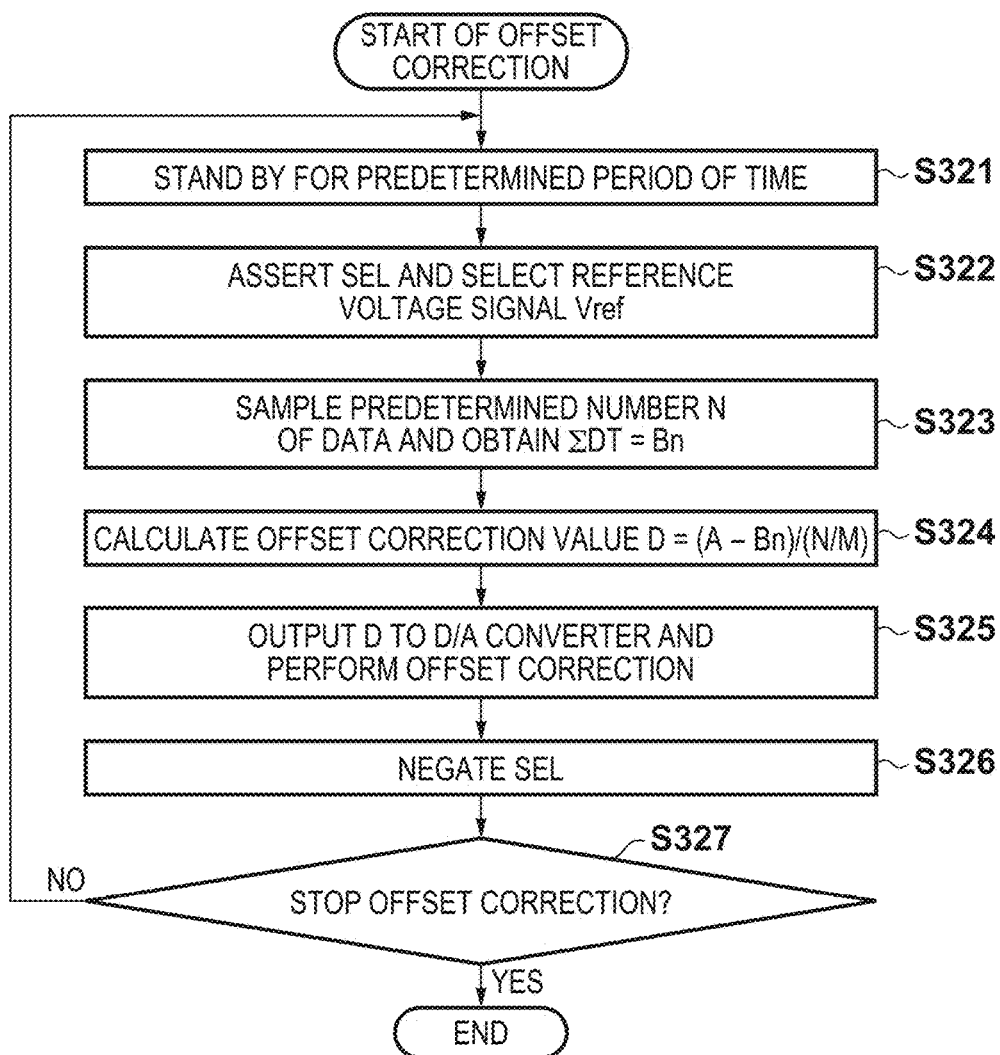 START OF OFFSET
CORRECTION
STAND BY FOR PREDETERMINED PERIOD OF TIME
S321
ASSERT SEL AND SELECT REFERENCE
VOLTAGE SIGNAL Vref
S322
SAMPLE PREDETERMINED NUMBER N
OF DATA AND OBTAIN ΣDT = Bn
S323
CALCULATE OFFSET CORRECTION VALUE D = (A – Bn)/(N/M)
S324
OUTPUT D TO D/A CONVERTER AND
PERFORM OFFSET CORRECTION
S325
NEGATE SEL
S326
S327
NO
STOP OFFSET CORRECTION?
YES
END